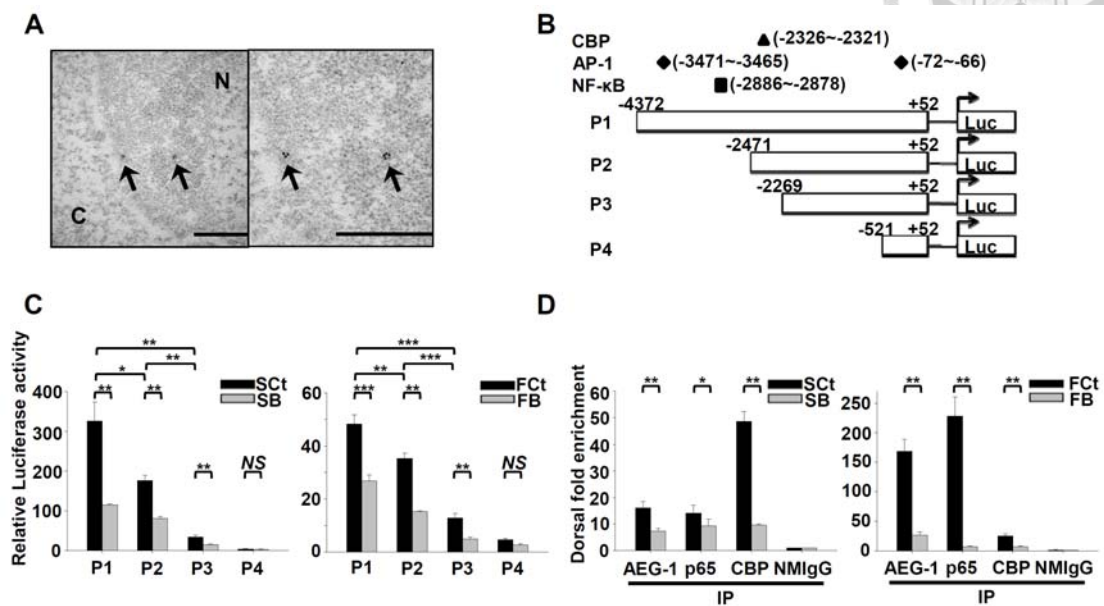 A
N
C
B
CBP (-2326~-2321)
AP-1 (-3471~-3465) (-72~-66)
NF-κB (-2886~-2878)
-4372 +52
P1 Luc
-2471 +52
P2 Luc
-2269 +52
P3 Luc
-521 +52
P4 Luc
C
Relative Luciferase activity
** 
* **
** ** ** NS
SCt
SB
400
300
200
100
0
P1 P2 P3 P4
***
** ***
*** ** ** NS
FCt
FB
60
40
20
0
P1 P2 P3 P4
D
Dorsal fold enrichment
** * **
SCt
SB
60
50
40
30
20
10
0
AEG-1 p65 CBP NMIgG
IP
** ** **
FCt
FB
250
200
150
100
50
0
AEG-1 p65 CBP NMIgG
IP